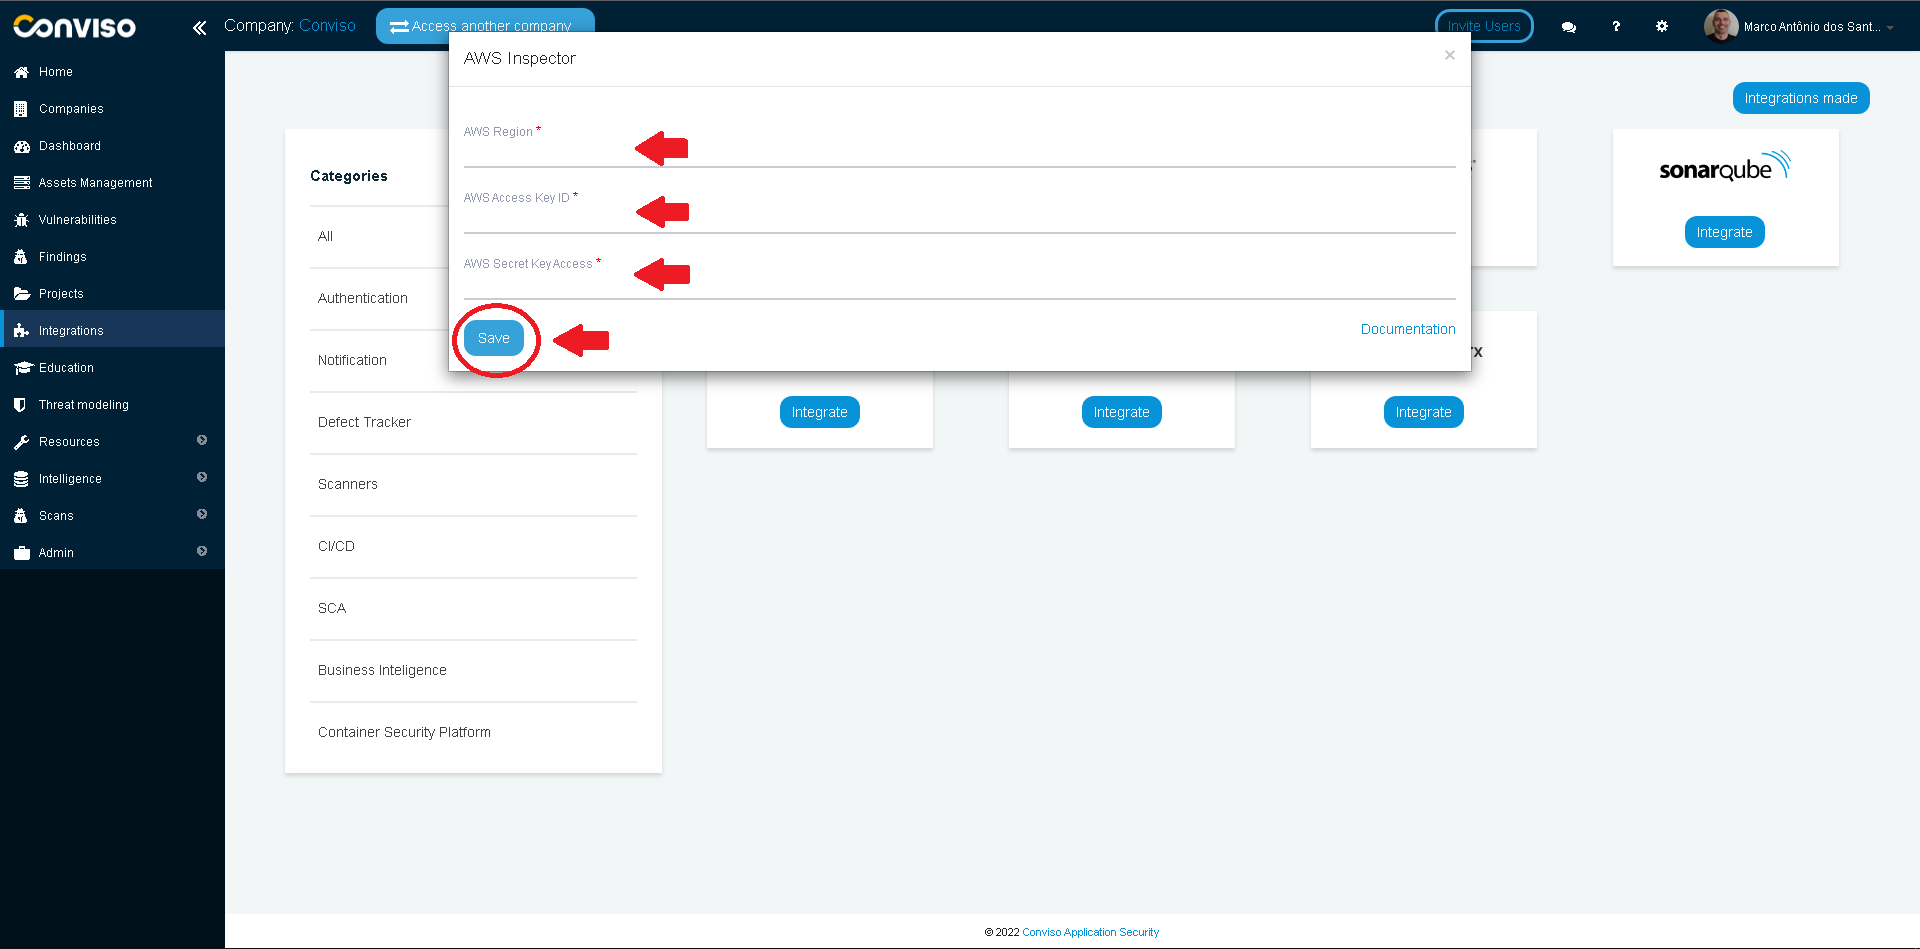 Conviso
Company: Conviso
Access another company
Invite Users
?
Marco Antônio dos Sant...
Home
Companies
Dashboard
Assets Management
Vulnerabilities
Findings
Projects
Integrations
Education
Threat modeling
Resources
Intelligence
Scans
Admin
AWS Inspector
×
AWS Region *
AWS Access Key ID *
AWS Secret Key Access *
Save
Documentation
Integrations made
Categories
All
Authentication
Notification
Defect Tracker
Scanners
CI/CD
SCA
Business Inteligence
Container Security Platform
sonarqube
Integrate
Integrate
Integrate
Integrate
© 2022 Conviso Application Security